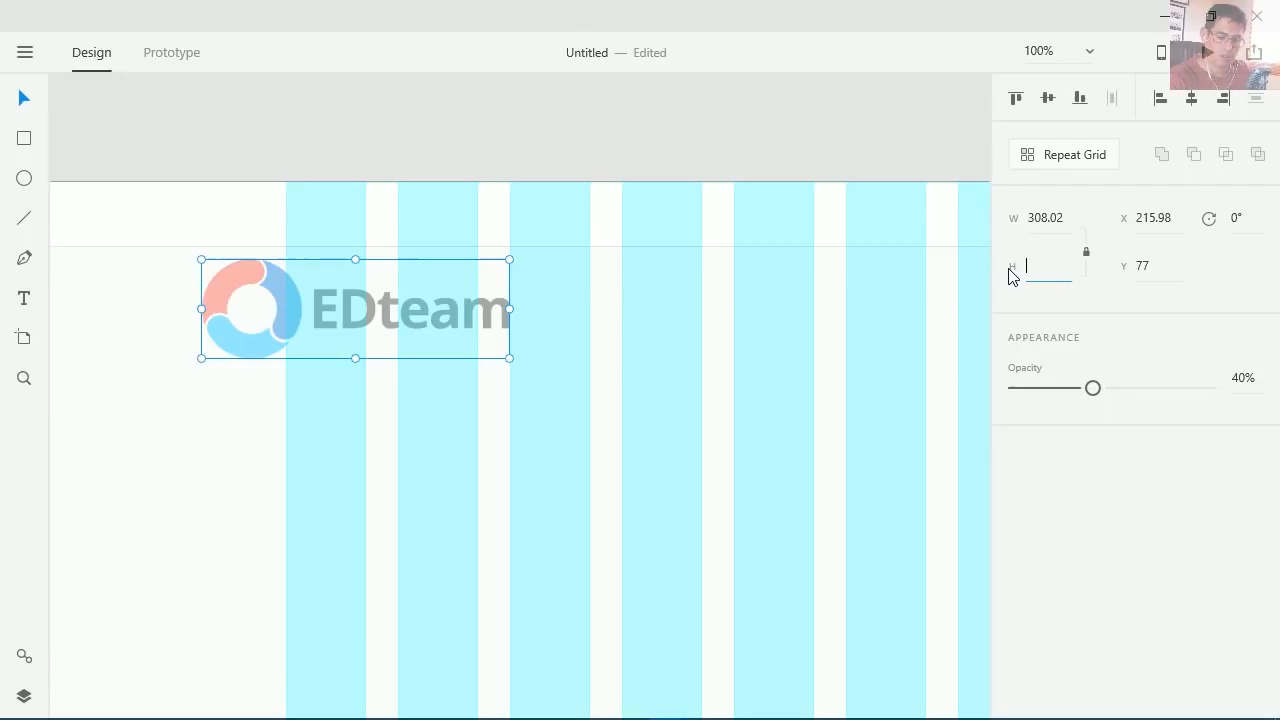 Design
Prototype
Untitled — Edited
100%
Repeat Grid
W 308.02
X 215.98
0°
H
Y 77
APPEARANCE
Opacity
40%
EDteam